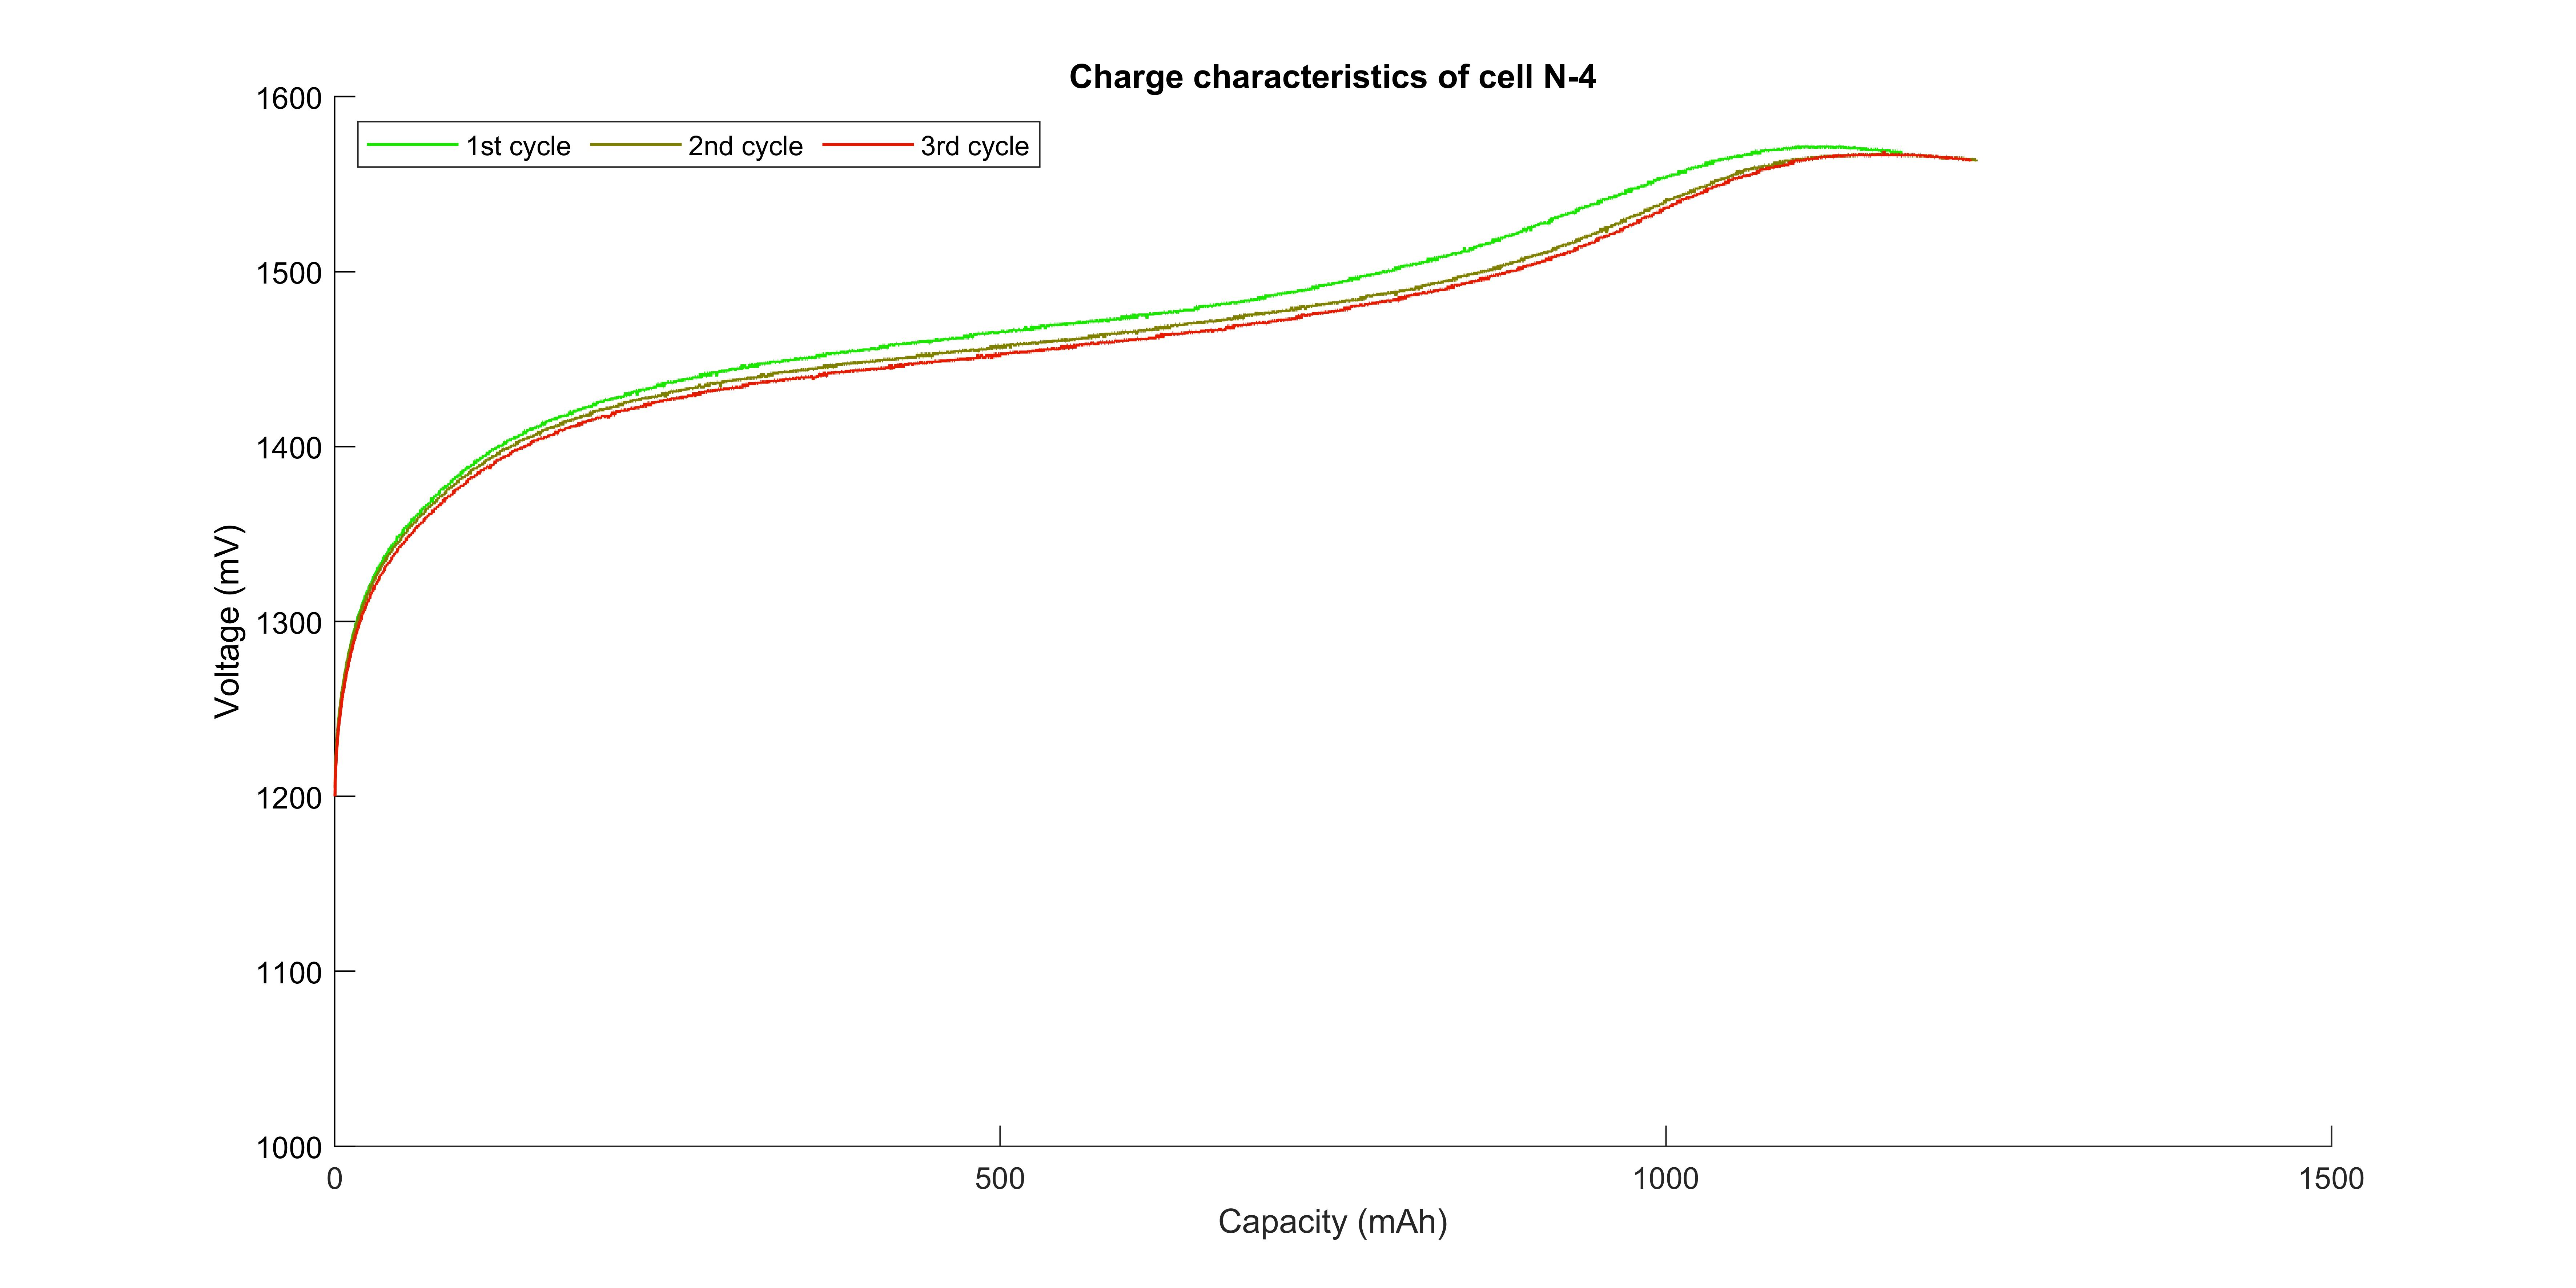 Charge characteristics of cell N-4
1600
1st cycle 2nd cycle 3rd cycle
1500
1400
1300
1200
1100
1000
Voltage (mV)
0 500 1000 1500
Capacity (mAh)